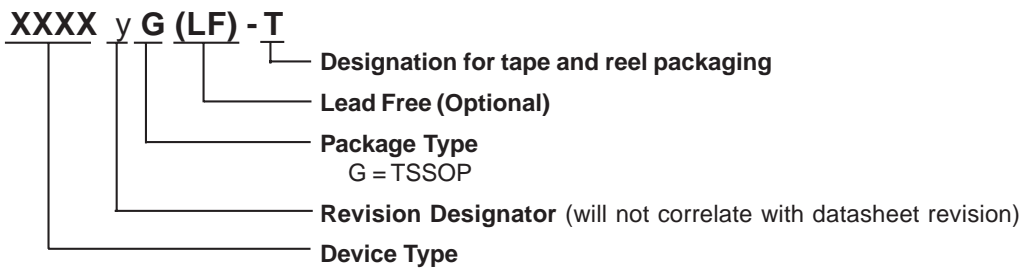 XXXX y G (LF) - T
Designation for tape and reel packaging
Lead Free (Optional)
Package Type
G = TSSOP
Revision Designator (will not correlate with datasheet revision)
Device Type